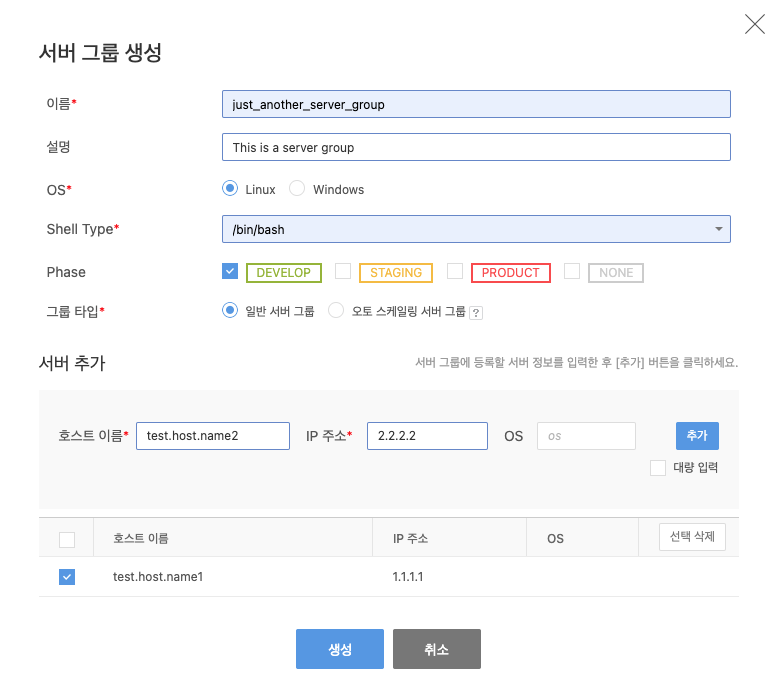 서버 그룹 생성
이름*
just_another_server_group
설명
This is a server group
OS*
Linux Windows
Shell Type*
/bin/bash
Phase
DEVELOP STAGING PRODUCT NONE
그룹 타입*
일반 서버 그룹 오토 스케일링 서버 그룹 ?
서버 추가
서버 그룹에 등록할 서버 정보를 입력한 후 [추가] 버튼을 클릭하세요.
호스트 이름* test.host.name2 IP 주소* 2.2.2.2 OS os 추가
대량 입력
호스트 이름 IP 주소 OS 선택 삭제
test.host.name1 1.1.1.1
생성 취소